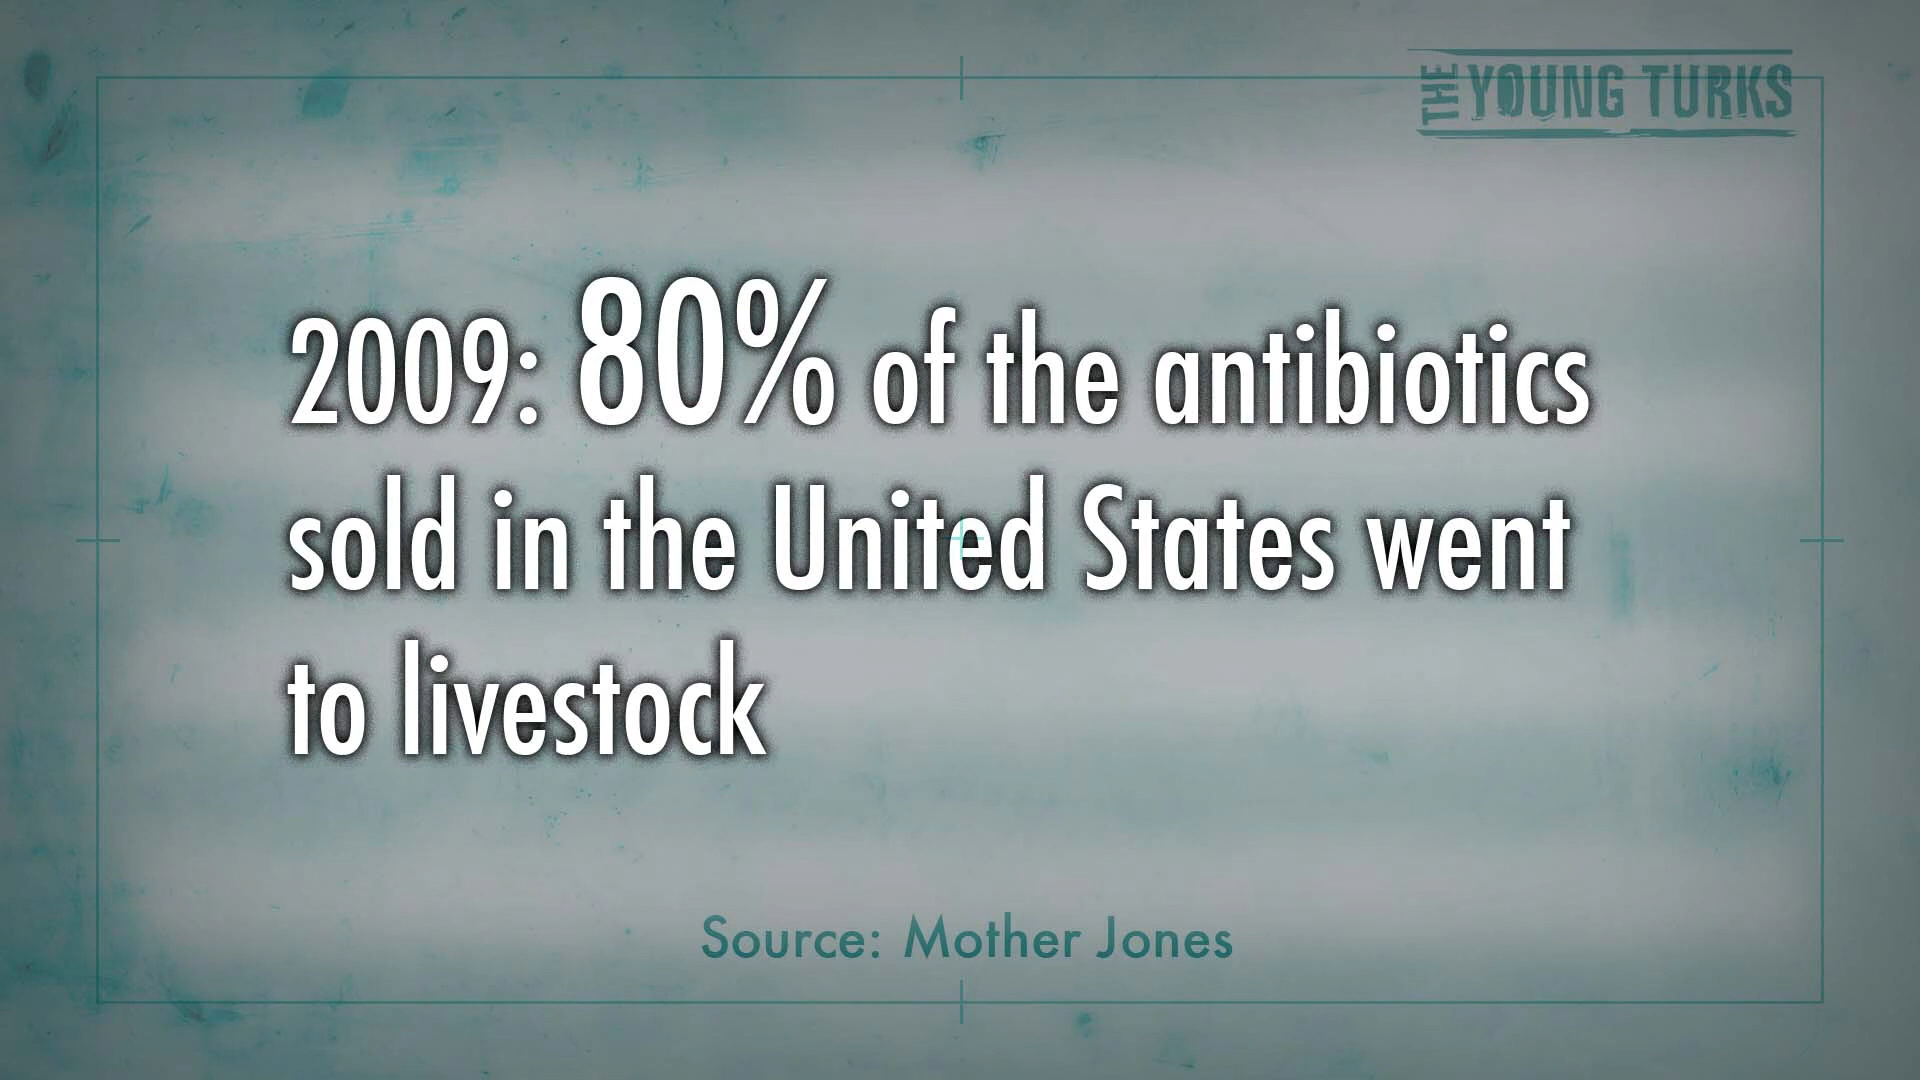 THE YOUNG TURKS
2009: 80% of the antibiotics
sold in the United States went
to livestock
Source: Mother Jones